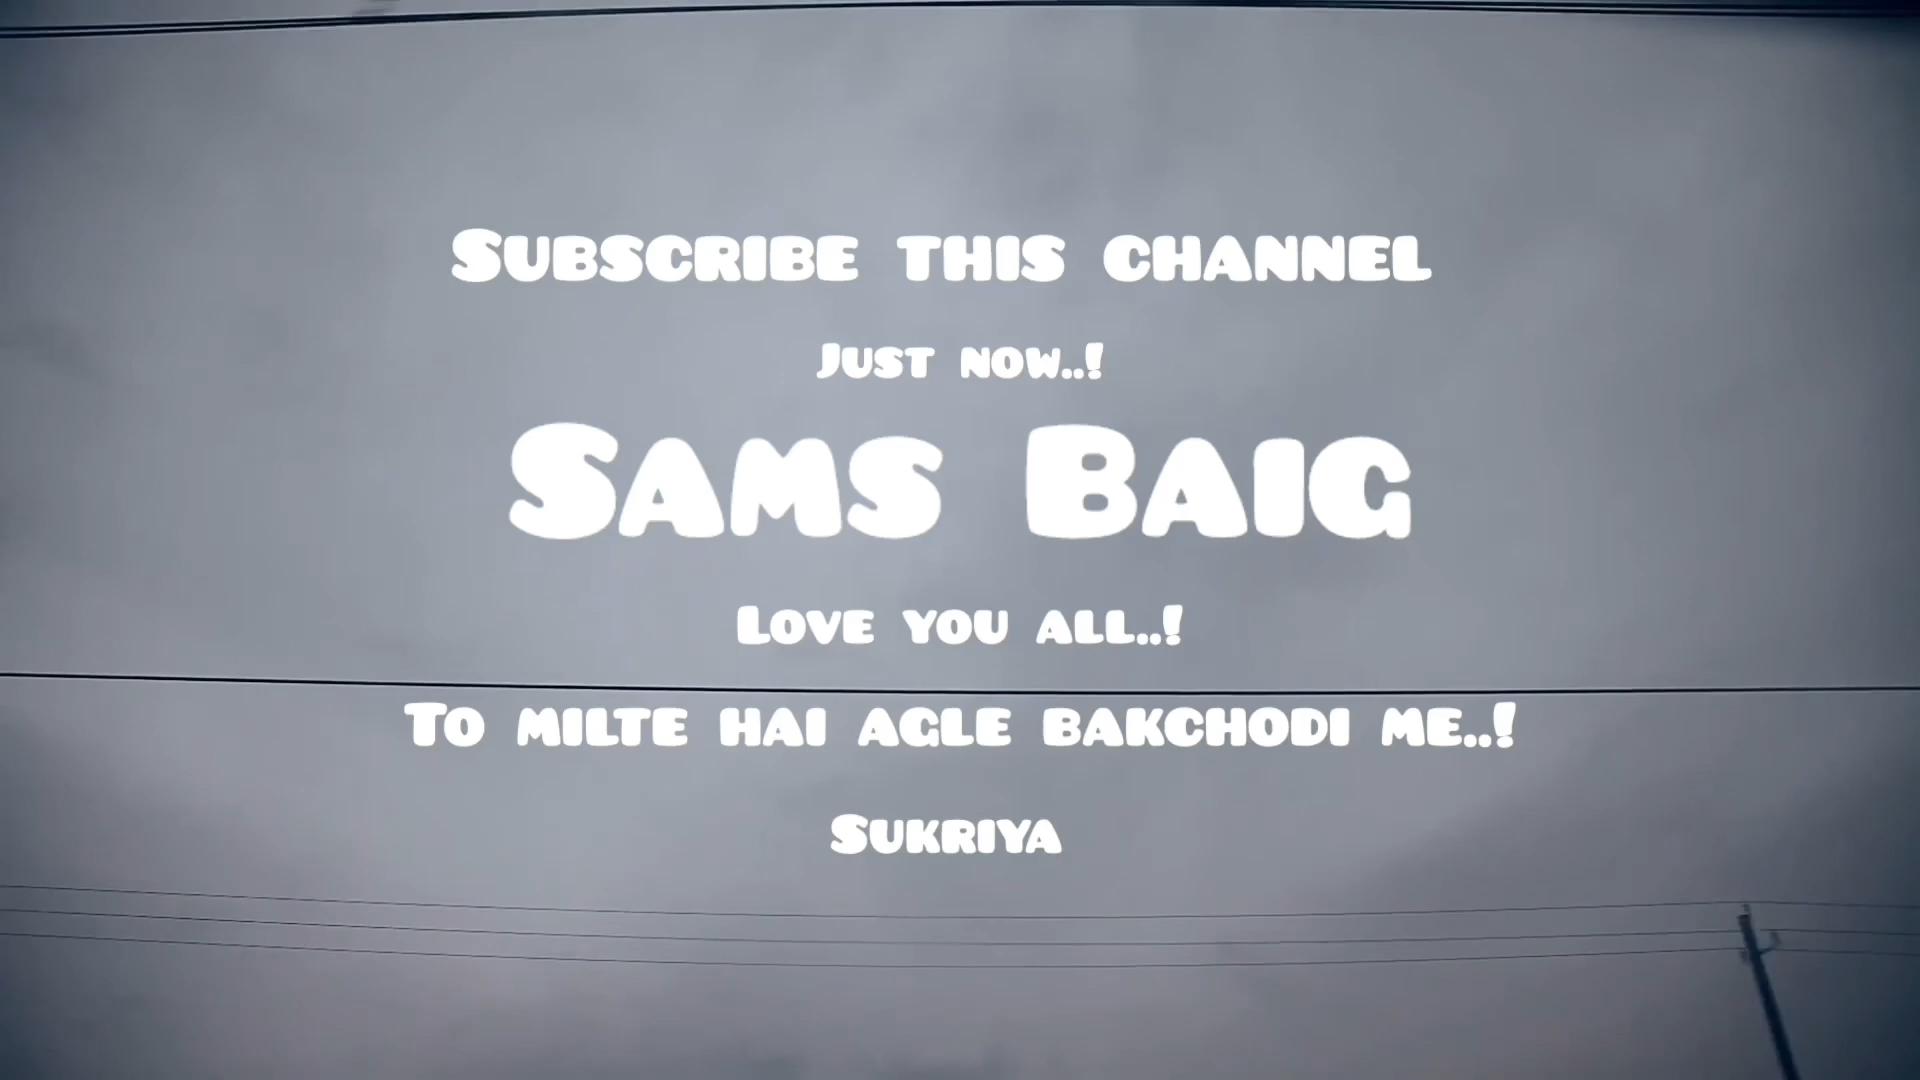 Subscribe this channel
Just now..!
Sams Baig
Love you all..!
To milte hai agle bakchodi me..!
Sukriya